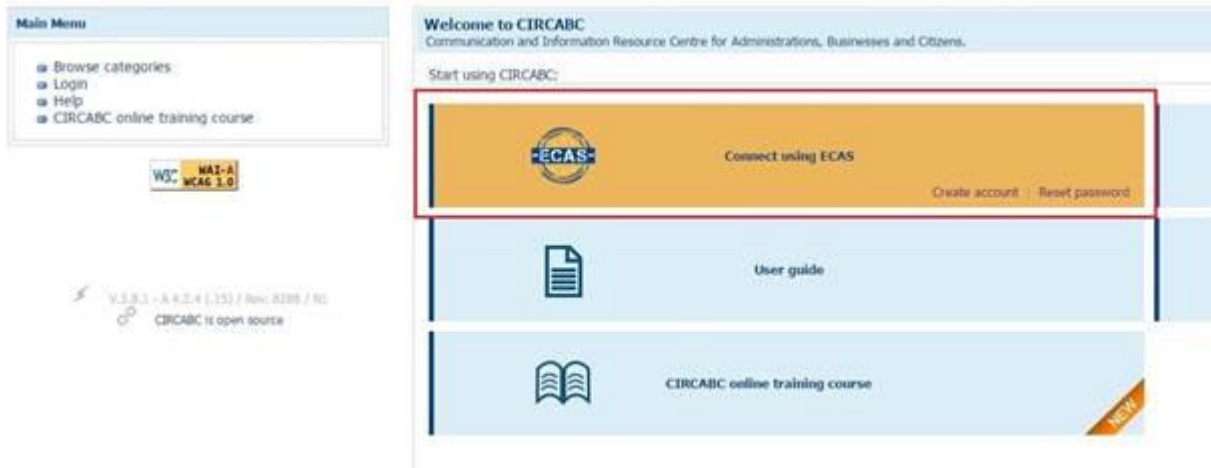 Main Menu
Browse categories
Login
Help
CIRCABC online training course
W3C WAI-A
WCAG 1.0
CIRCABC is open source
Welcome to CIRCABC
Communication and Information Resource Centre for Administrations, Businesses and Citizens.
Start using CIRCABC:
ECAS
Connect using ECAS
Create account | Reset password
User guide
CIRCABC online training course
NEW